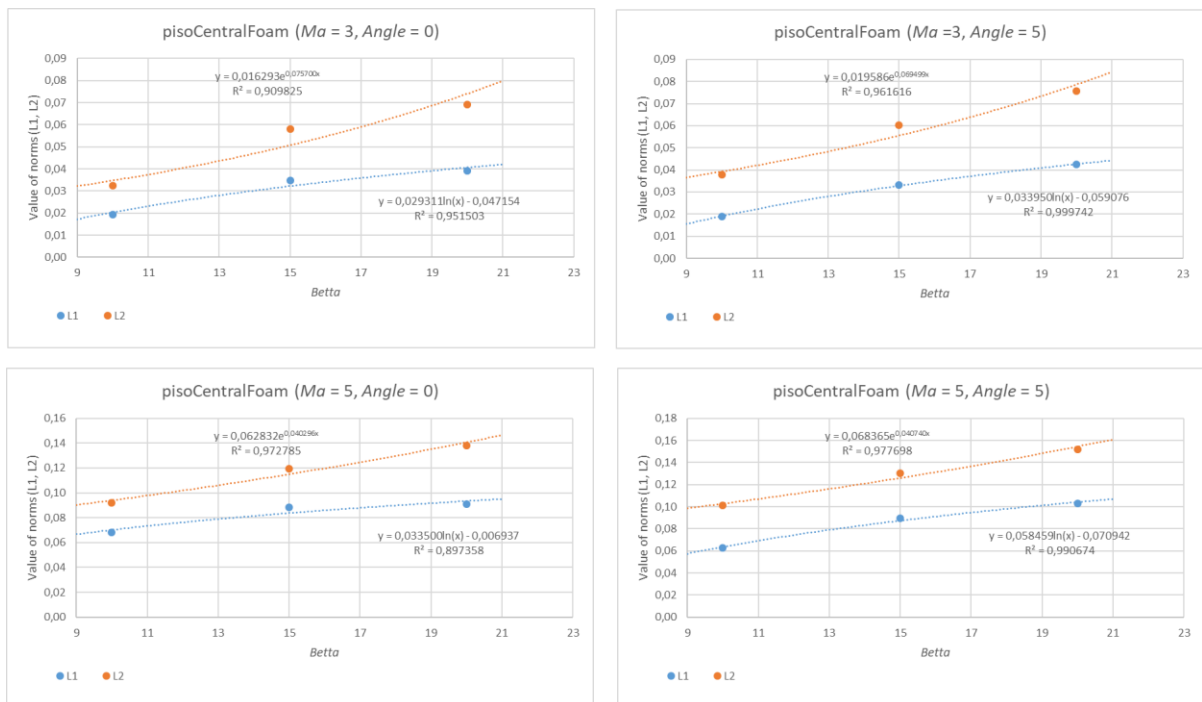 pisoCentralFoam (Ma = 3, Angle = 0)
0,09
0,08
0,07
0,06
0,05
0,04
0,03
0,02
0,01
0,00
Value of norms (L1, L2)
y = 0,016293e^0,075700x
R² = 0,909825
y = 0,029311ln(x) - 0,047154
R² = 0,951503
9 11 13 15 17 19 21 23
Betta
L1 L2
pisoCentralFoam (Ma =3, Angle = 5)
0,09
0,08
0,07
0,06
0,05
0,04
0,03
0,02
0,01
0,00
Value of norms (L1, L2)
y = 0,019586e^0,069499x
R² = 0,961616
y = 0,033950ln(x) - 0,059076
R² = 0,999742
9 11 13 15 17 19 21 23
Betta
L1 L2
pisoCentralFoam (Ma = 5, Angle = 0)
0,16
0,14
0,12
0,10
0,08
0,06
0,04
0,02
0,00
Value of norms (L1, L2)
y = 0,062832e^0,040296x
R² = 0,972785
y = 0,033500ln(x) - 0,006937
R² = 0,897358
9 11 13 15 17 19 21 23
Betta
L1 L2
pisoCentralFoam (Ma = 5, Angle = 5)
0,18
0,16
0,14
0,12
0,10
0,08
0,06
0,04
0,02
0,00
Value of norms (L1, L2)
y = 0,068365e^0,040740x
R² = 0,977698
y = 0,058459ln(x) - 0,070942
R² = 0,990674
9 11 13 15 17 19 21 23
Betta
L1 L2